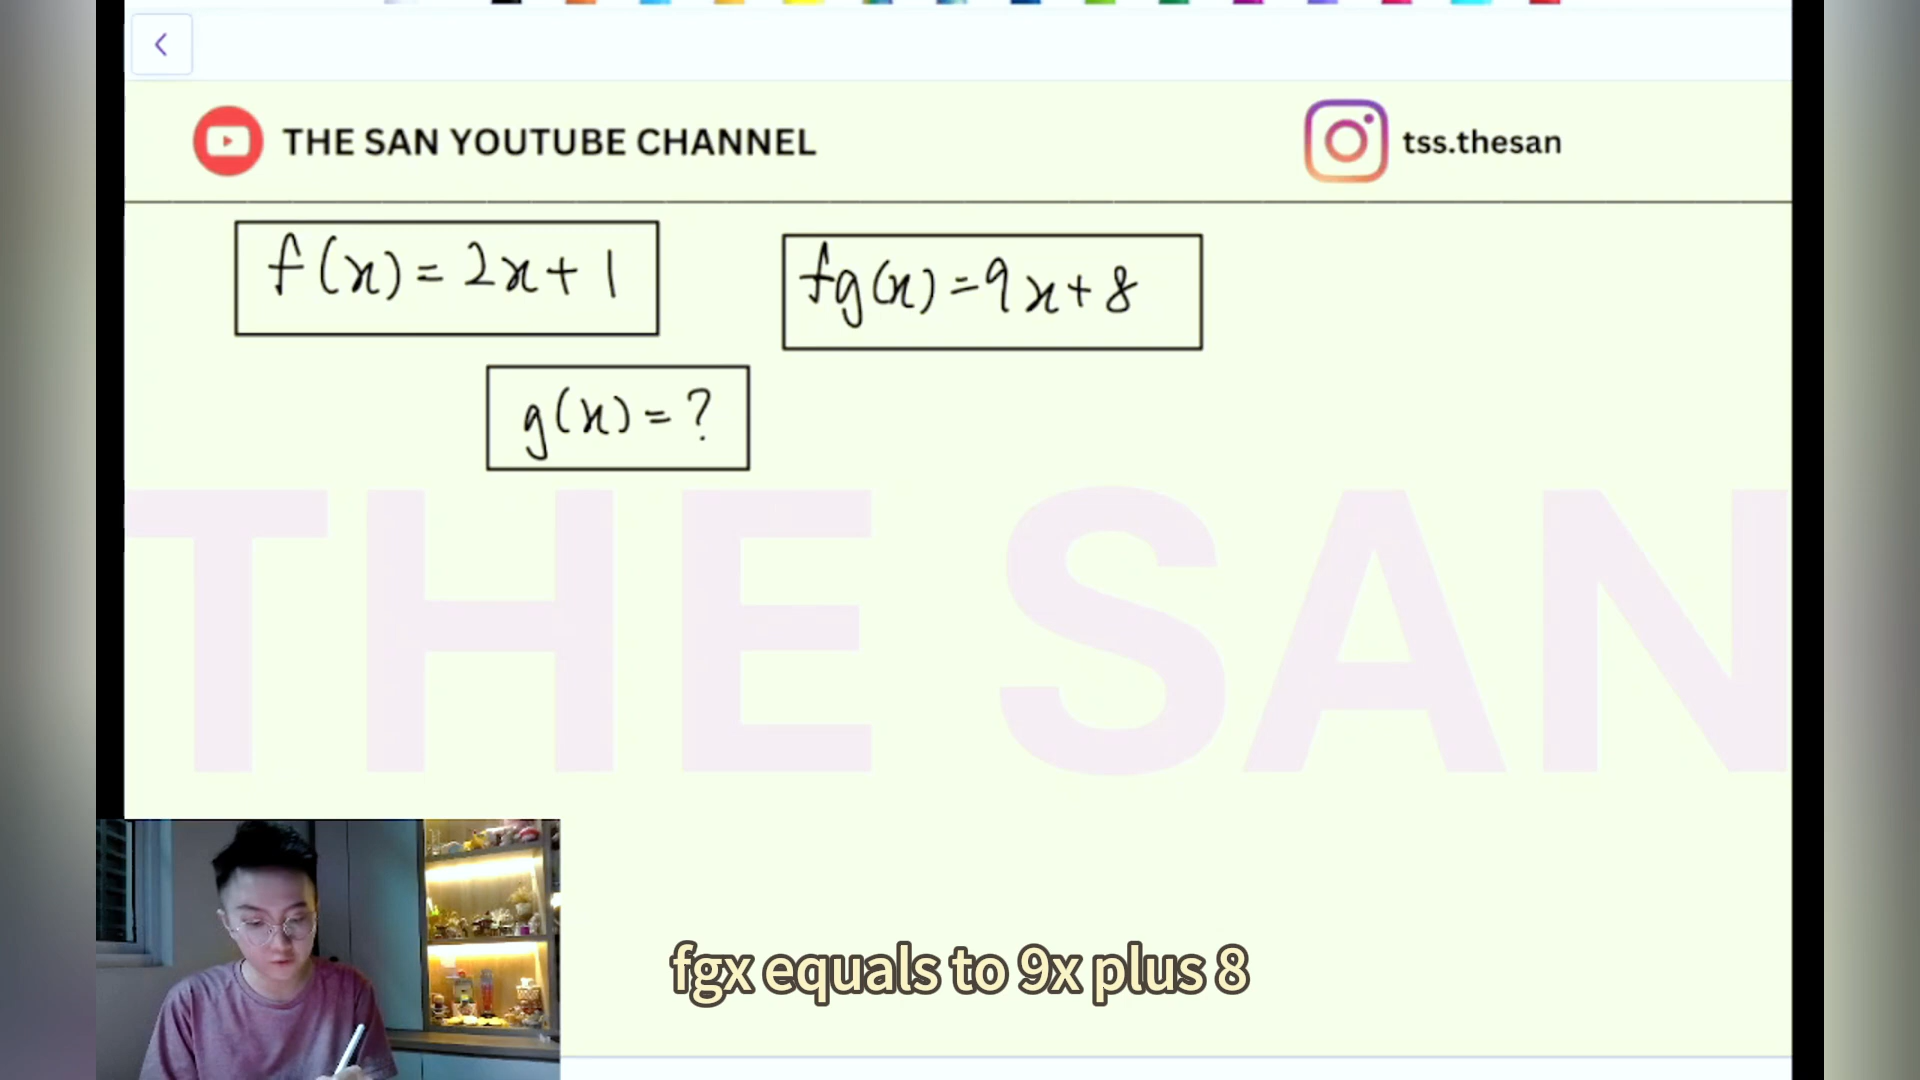 THE SAN YOUTUBE CHANNEL
tss.thesan
f(x) = 2x + 1
fg(x) = 9x + 8
g(x) = ?
THE SAN
fgx equals to 9x plus 8